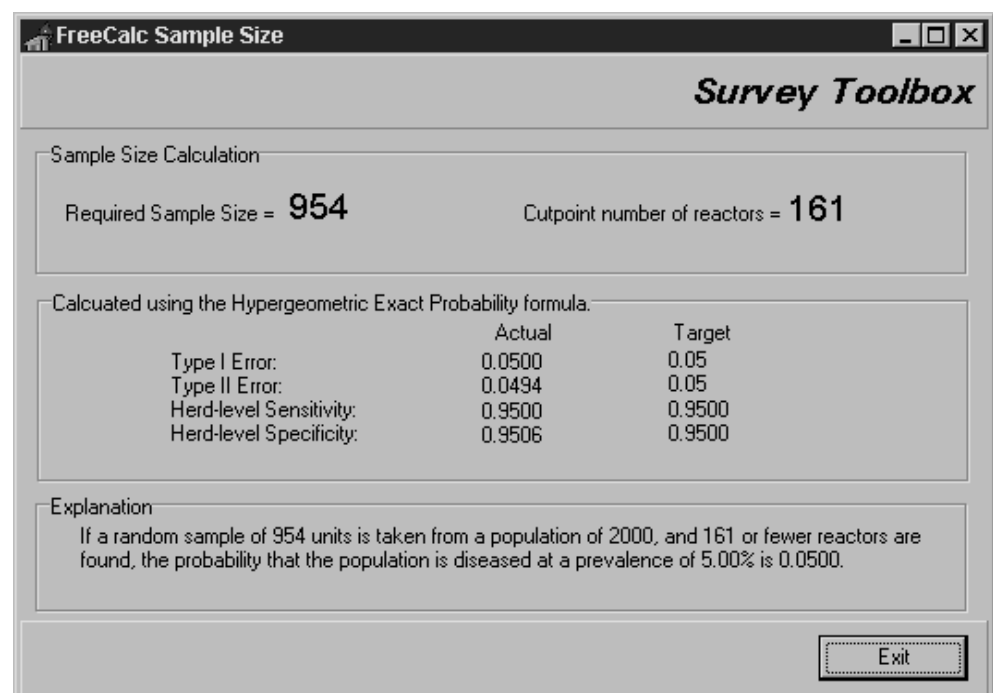 FreeCalc Sample Size
Survey Toolbox
Sample Size Calculation
Required Sample Size = 954 Cutpoint number of reactors = 161
Calcuated using the Hypergeometric Exact Probability formula.
Actual Target
Type I Error: 0.0500 0.05
Type II Error: 0.0494 0.05
Herd-level Sensitivity: 0.9500 0.9500
Herd-level Specificity: 0.9506 0.9500
Explanation
If a random sample of 954 units is taken from a population of 2000, and 161 or fewer reactors are
found, the probability that the population is diseased at a prevalence of 5.00% is 0.0500.
Exit